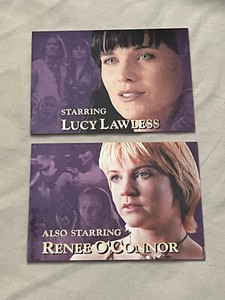 STARRING
LUCY LAWLESS
ALSO STARRING
RENEE O'CONNOR